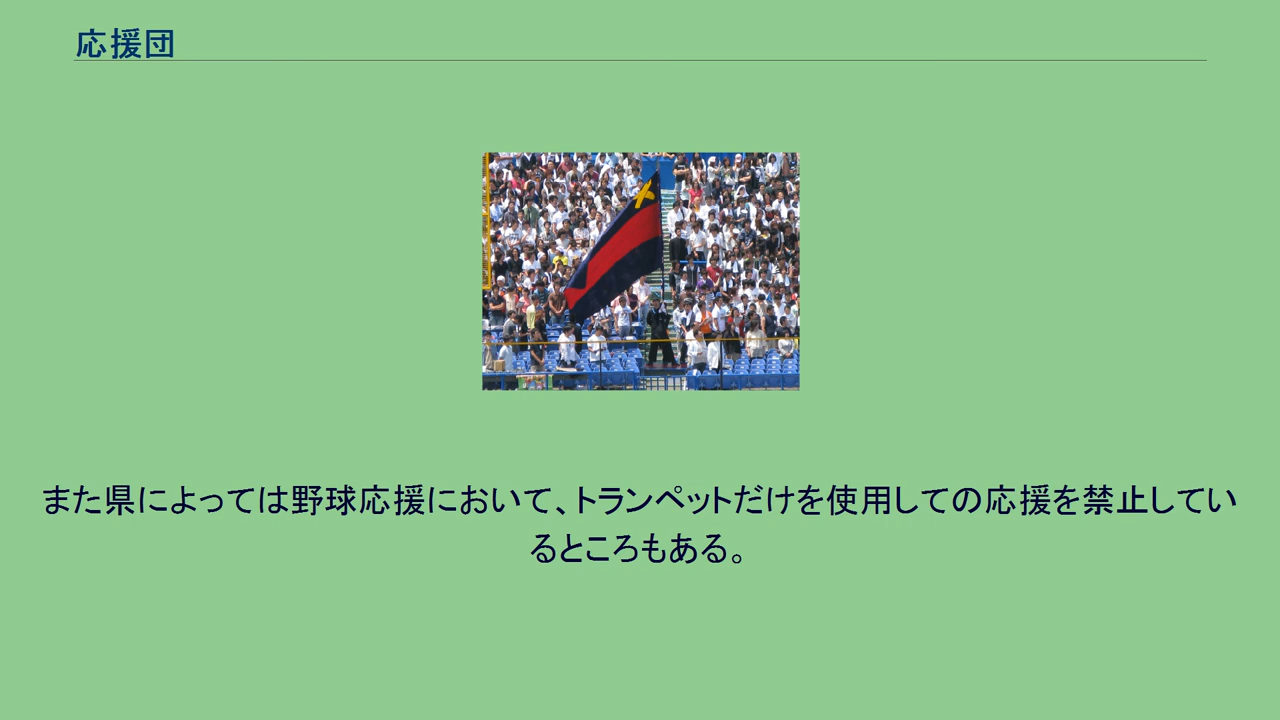 応援団
また県によっては野球応援において、トランペットだけを使用しての応援を禁止してい
るところもある。